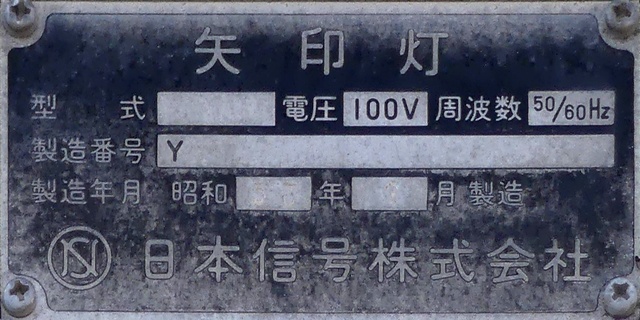 矢印灯
型式 電圧 100V 周波数 50/60Hz
製造番号 Y
製造年月 昭和 年 月製造
日本信号株式会社